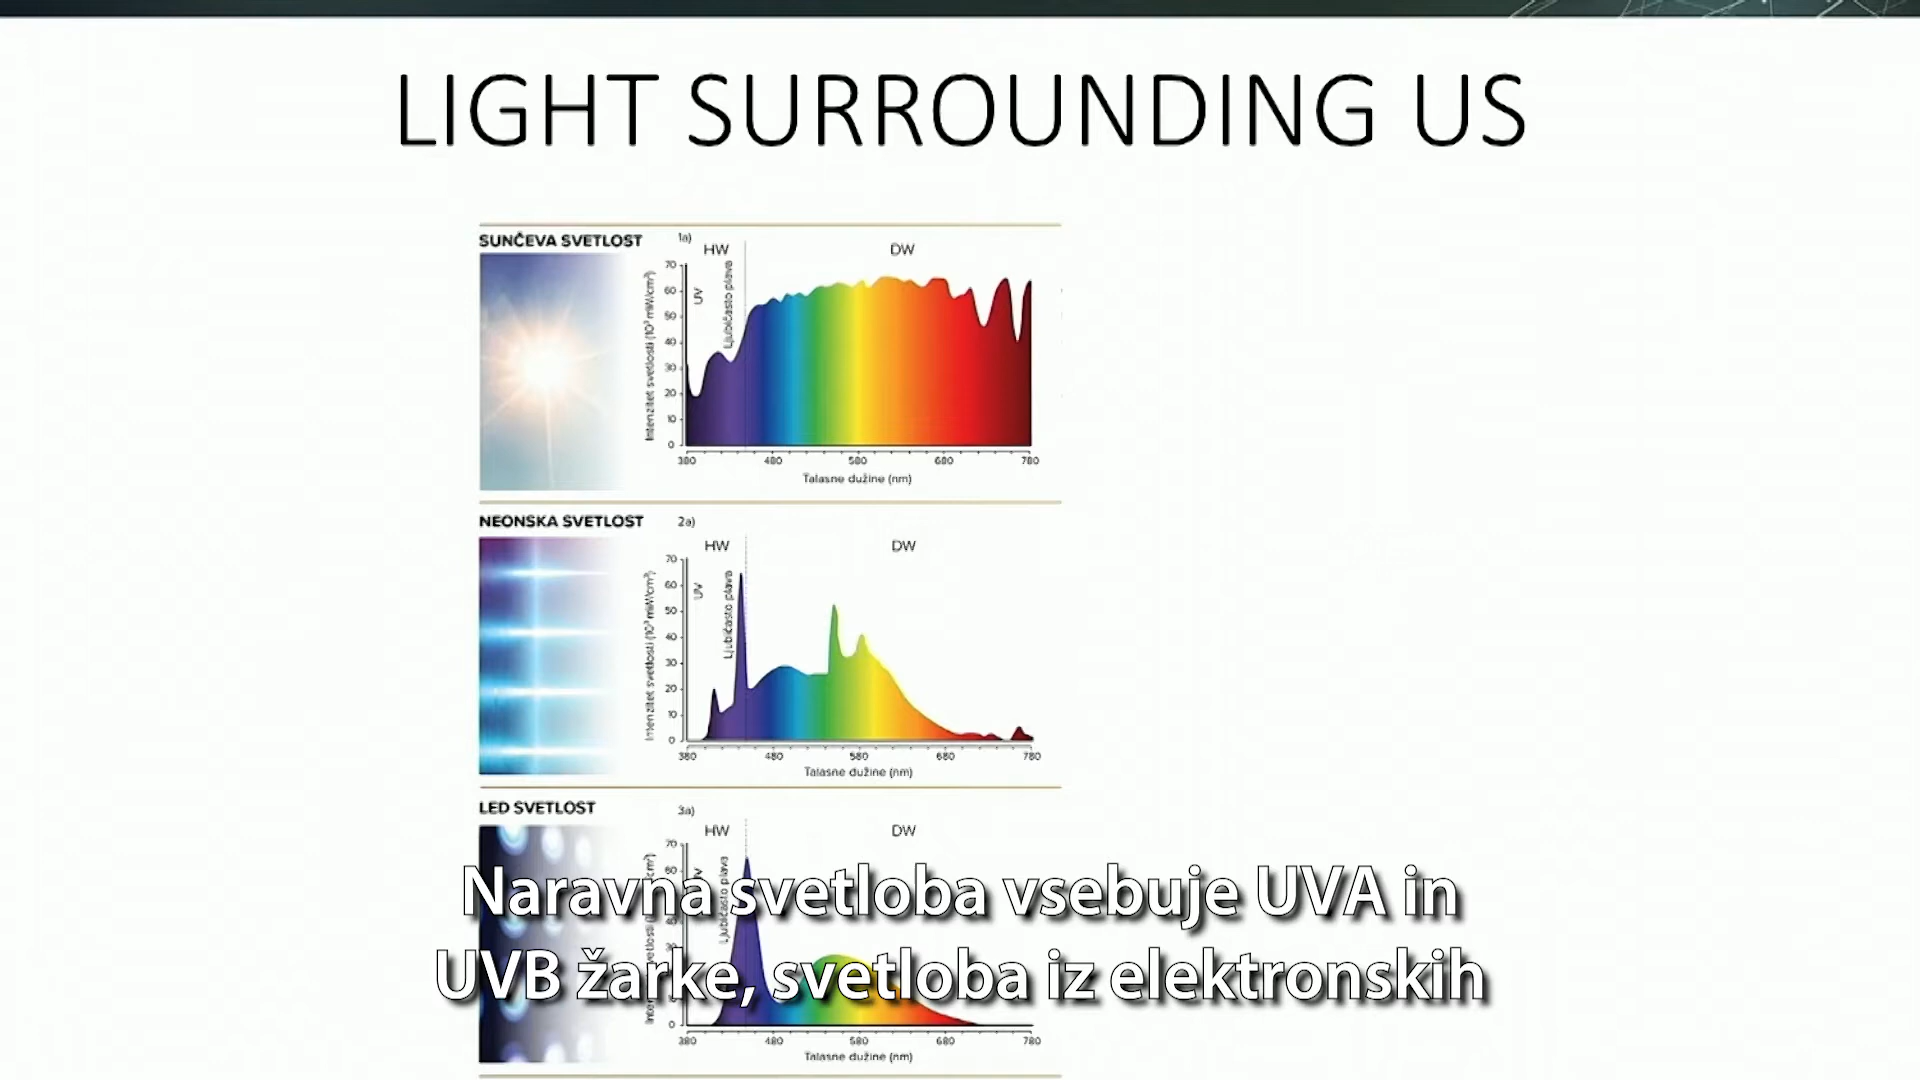 LIGHT SURROUNDING US
SUNČEVA SVETLOST
1a)
HW
DW
UV
Ljubičasto plava
Intenzitet svetlosti (10³ mW/cm²)
70
60
50
40
30
20
10
0
380
480
580
680
780
Talasne dužine (nm)
NEONSKA SVETLOST
2a)
HW
DW
UV
Ljubičasto plava
Intenzitet svetlosti (10³ mW/cm²)
70
60
50
40
30
20
10
0
380
480
580
680
780
Talasne dužine (nm)
LED SVETLOST
3a)
HW
DW
Ljubičasto plava
70
60
0
380
480
580
680
780
Talasne dužine (nm)
Naravna svetloba vsebuje UVA in
UVB žarke, svetloba iz elektronskih